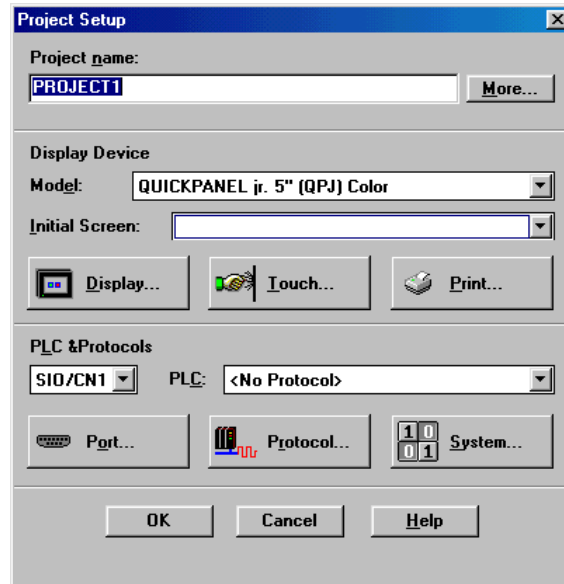 Project Setup
Project name:
PROJECT1
More...
Display Device
Model: QUICKPANEL jr. 5" (QPJ) Color
Initial Screen:
Display... Touch... Print...
PLC &Protocols
SIO/CN1 PLC: <No Protocol>
Port... Protocol... 1 0 0 1 System...
OK Cancel Help